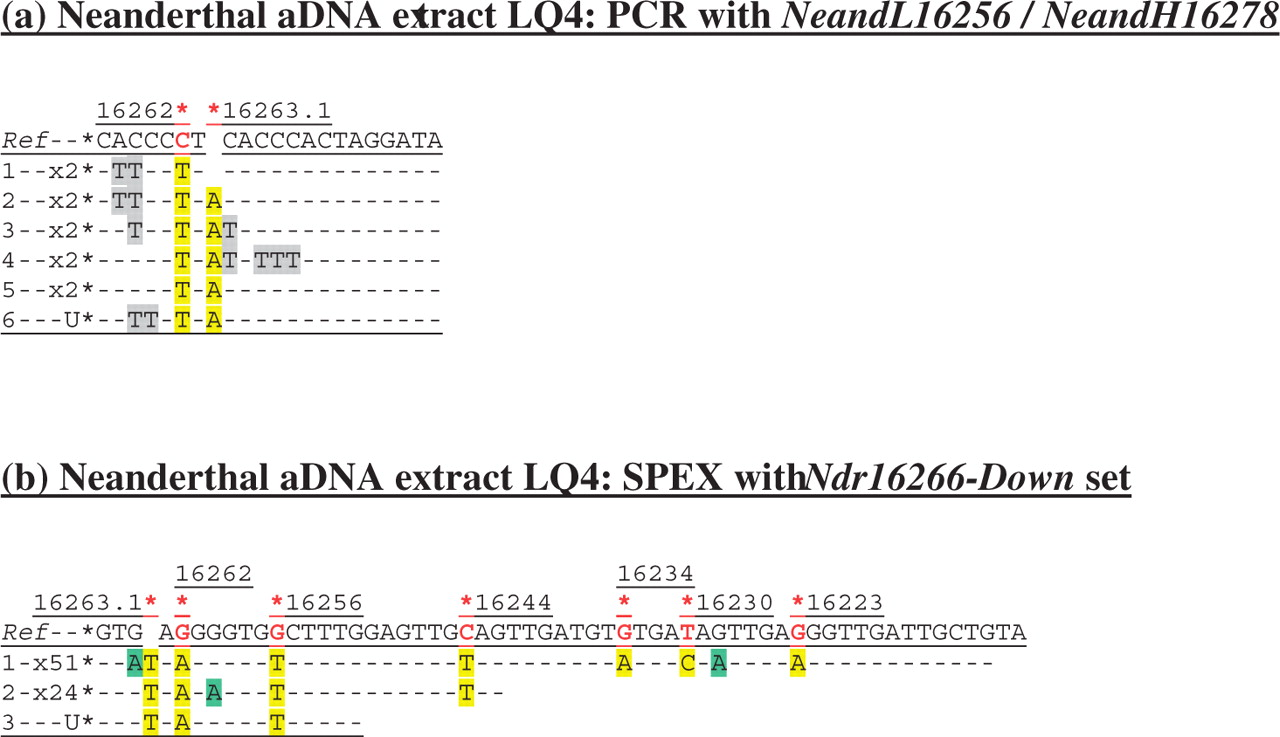 (a) Neanderthal aDNA extract LQ4: PCR with NeandL16256 / NeandH16278
16262* *16263.1
Ref--*CACCCCT CACCCACTAGGATA
1--x2*-TT--T- --------------
2--x2*-TT--T-A--------------
3--x2*--T--T-AT-------------
4--x2*-----T-AT-TTT---------
5--x2*-----T-A--------------
6---U*--TT-T-A--------------
(b) Neanderthal aDNA extract LQ4: SPEX withNdr16266-Down set
16262 16234
16263.1* * *16256 *16244 * *16230 *16223
Ref--*GTG AGGGGTGGCTTTGGAGTTGCAGTTGATGTGTGATAGTTGAGGGTTGATTGCTGTA
1-x51*--AT-A-----T-----------T---------A---C-A----A------------
2-x24*---T-A-A---T-----------T--
3---U*---T-A-----T-----